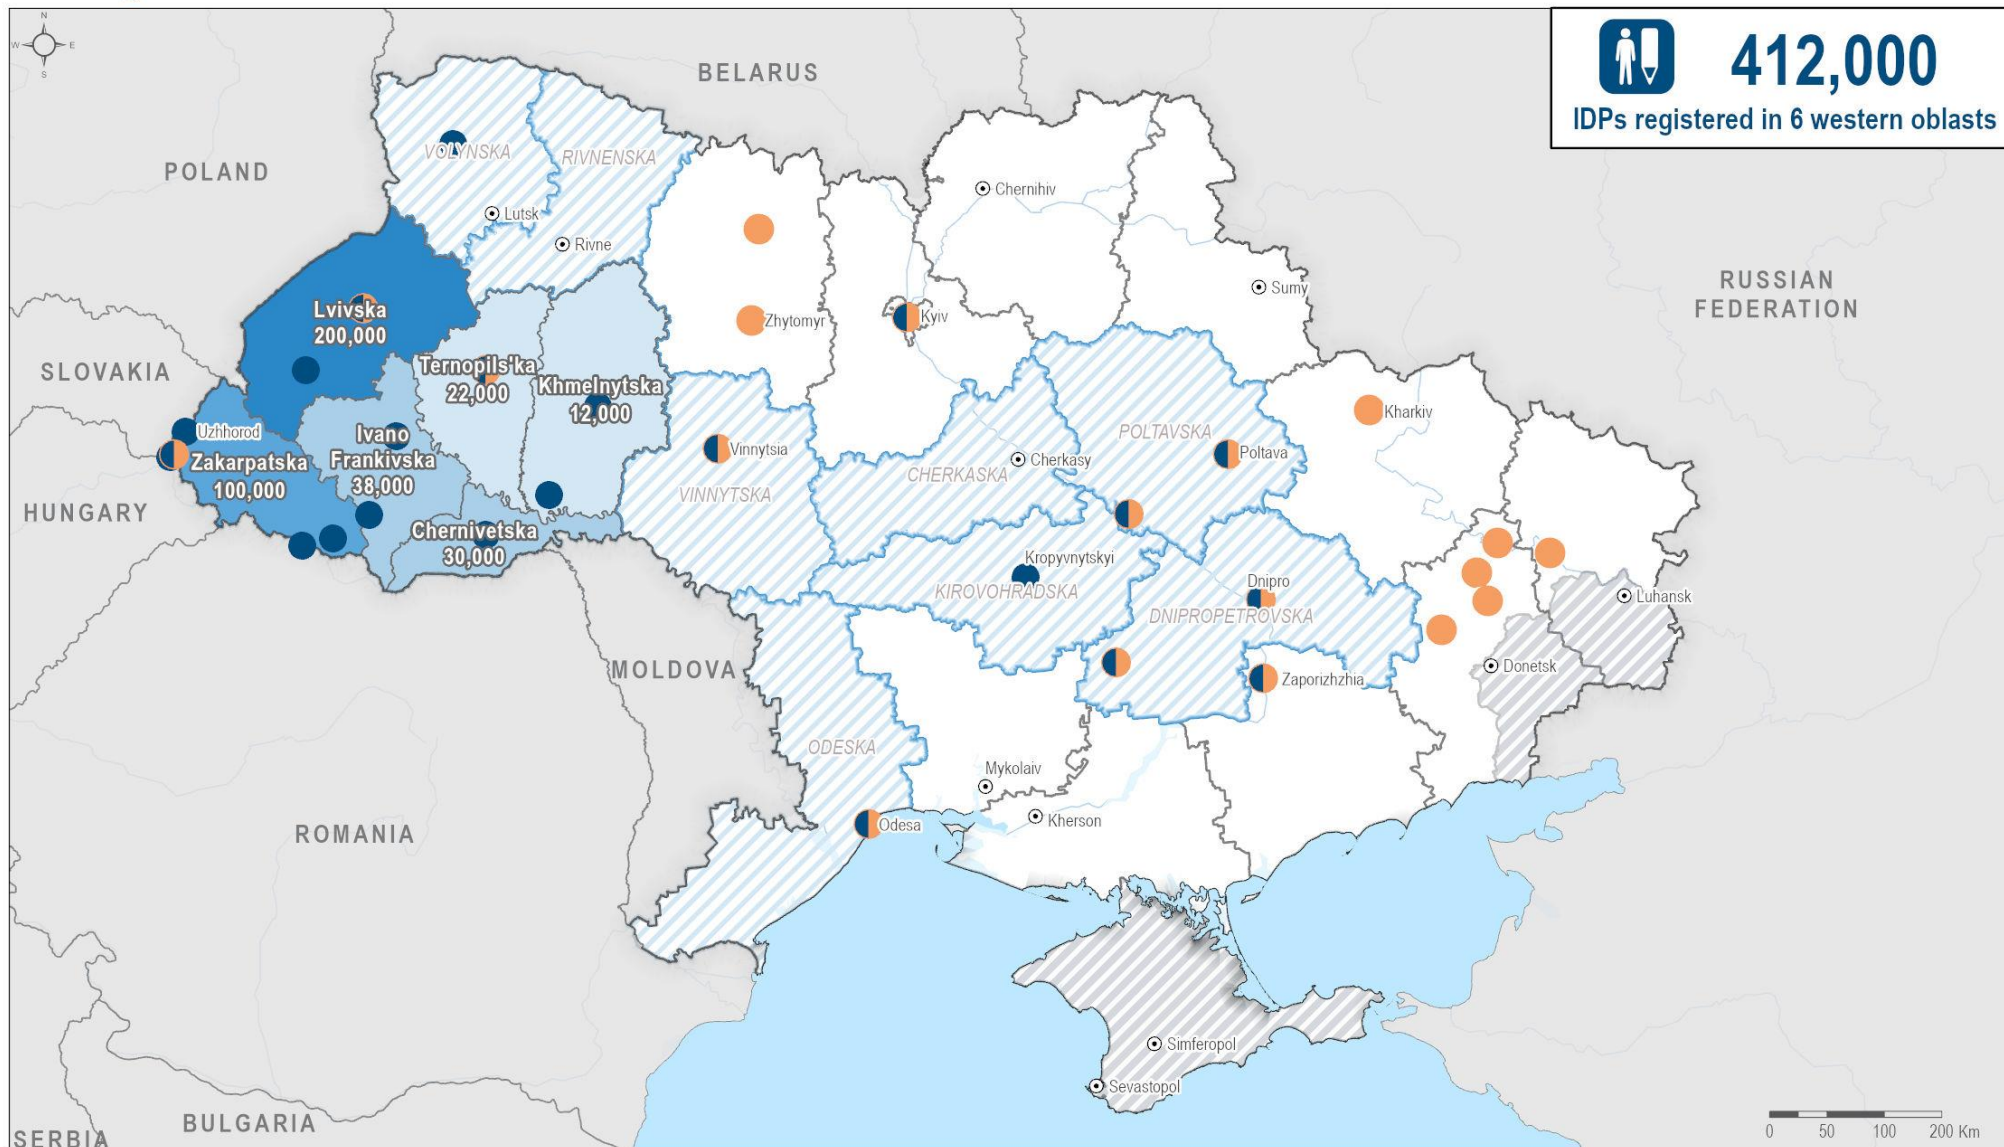 N
W
E
S
412,000
IDPs registered in 6 western oblasts
BELARUS
POLAND
VOLYNSKA
RIVNENSKA
Chernihiv
Lutsk
Rivne
RUSSIAN
FEDERATION
Sumy
Lvivska
200,000
Zhytomyr
Kyiv
SLOVAKIA
Ternopils'ka
22,000
Khmelnytska
12,000
Kharkiv
Uzhhorod
Ivano
Frankivska
38,000
Zakarpatska
100,000
Vinnytsia
VINNYTSKA
POLTAVSKA
Poltava
Cherkasy
CHERKASKA
HUNGARY
Chernivetska
30,000
Kropyvnytskyi
KIROVOHRADSKA
Dnipro
DNIPROPETROVSKA
Luhansk
MOLDOVA
Donetsk
Zaporizhzhia
ODESKA
Mykolaiv
Kherson
Odesa
ROMANIA
Simferopol
Sevastopol
BULGARIA
SERBIA
0 50 100 200 Km